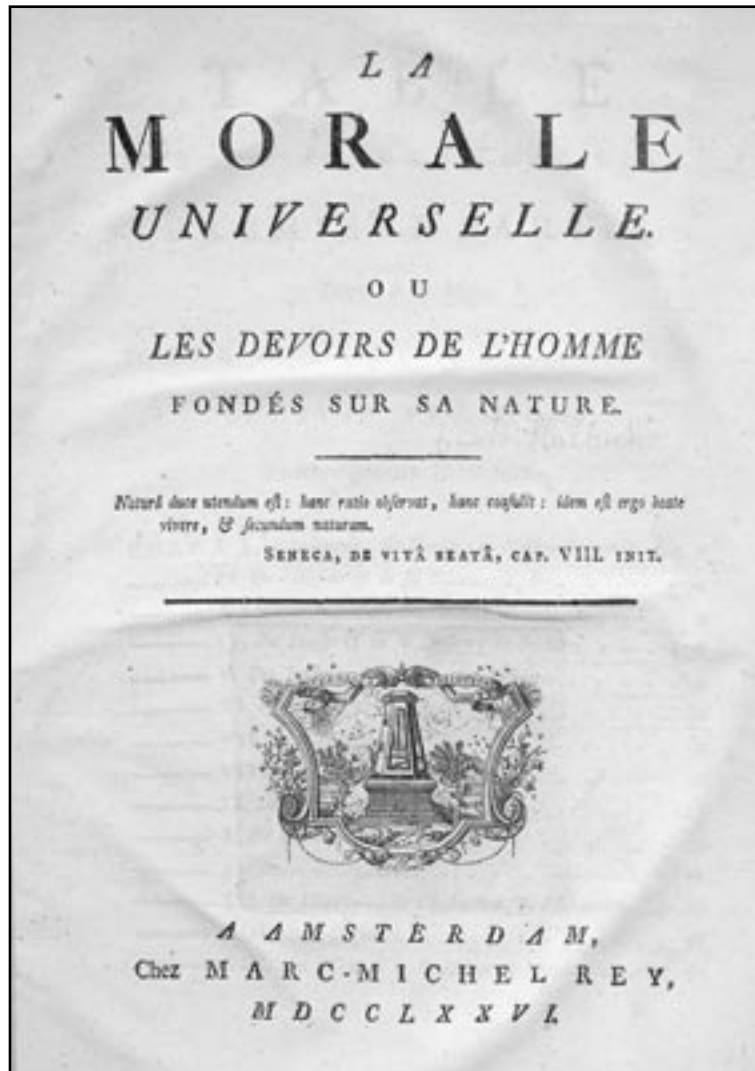 LA
MORALE
UNIVERSELLE.
OU
LES DEVOIRS DE L'HOMME
FONDÉS SUR SA NATURE.
Naturâ duce utendum eſt: hanc ratio obſervat, hanc conſulit: idem eſt ergo beate
vivere, & ſecundum naturam.
SENECA, DE VITÂ BEATÂ, CAP. VIII. INIT.
A AMSTERDAM,
Chez MARC-MICHEL REY,
MDCCLXXVI.